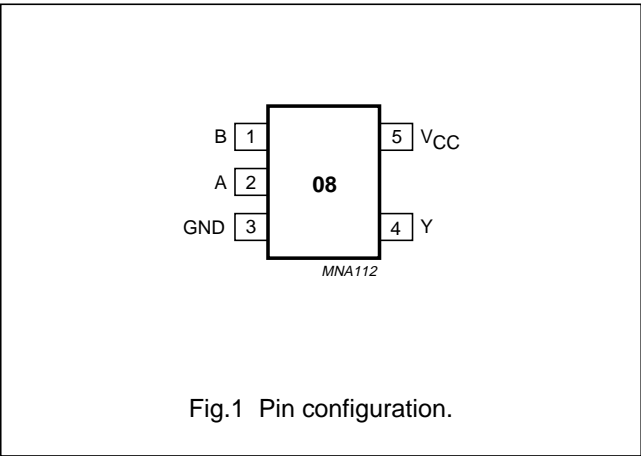 B 1 5 VCC
A 2 08
GND 3 4 Y
MNA112
Fig.1 Pin configuration.